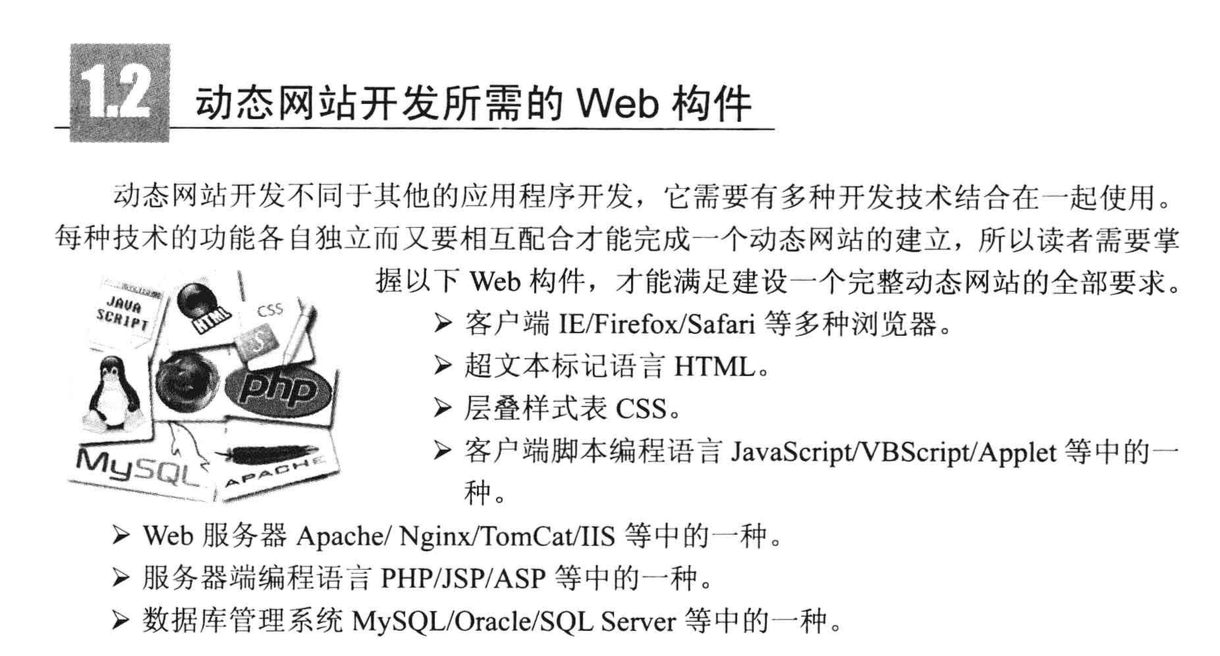 1.2 动态网站开发所需的 Web 构件
动态网站开发不同于其他的应用程序开发，它需要有多种开发技术结合在一起使用。
每种技术的功能各自独立而又要相互配合才能完成一个动态网站的建立，所以读者需要掌
握以下 Web 构件，才能满足建设一个完整动态网站的全部要求。
JAVA
SCRIPT
HTML
CSS
php
MySQL
APACHE
➢ 客户端 IE/Firefox/Safari 等多种浏览器。
➢ 超文本标记语言 HTML。
➢ 层叠样式表 CSS。
➢ 客户端脚本编程语言 JavaScript/VBScript/Applet 等中的一
种。
➢ Web 服务器 Apache/ Nginx/TomCat/IIS 等中的一种。
➢ 服务器端编程语言 PHP/JSP/ASP 等中的一种。
➢ 数据库管理系统 MySQL/Oracle/SQL Server 等中的一种。